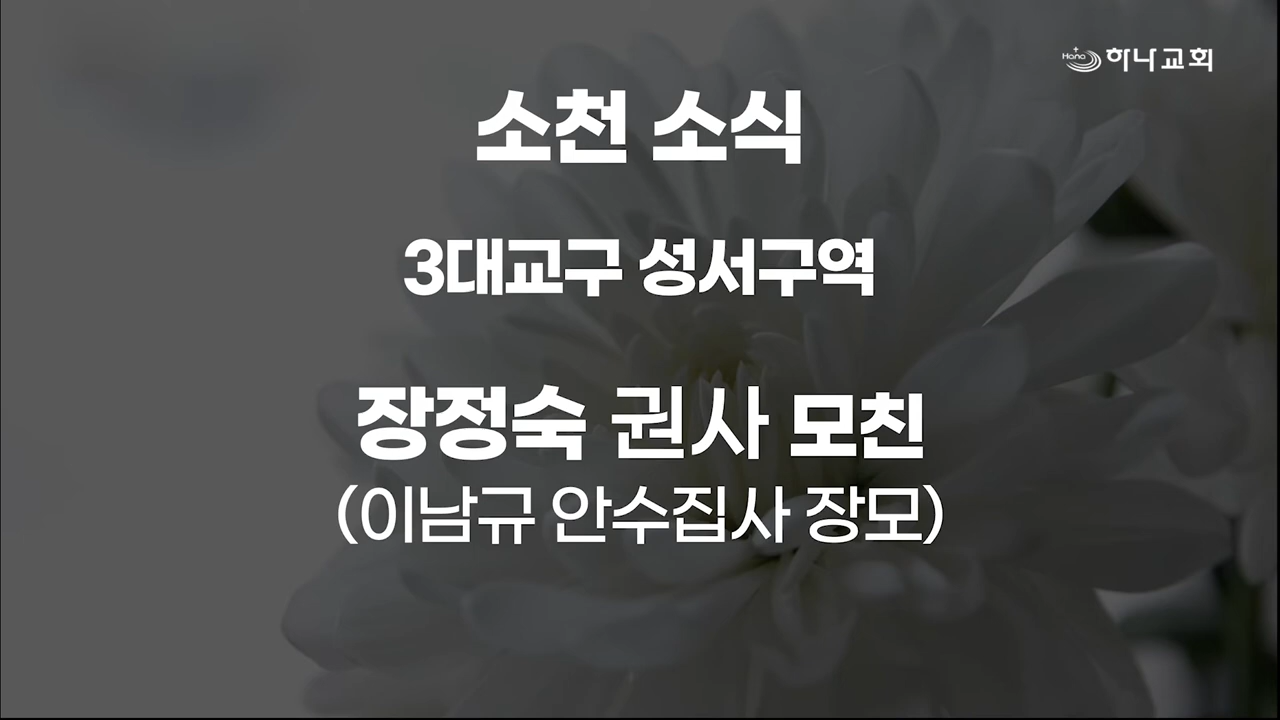 Hana 하나교회
소천 소식
3대교구 성서구역
장정숙 권사 모친
(이남규 안수집사 장모)